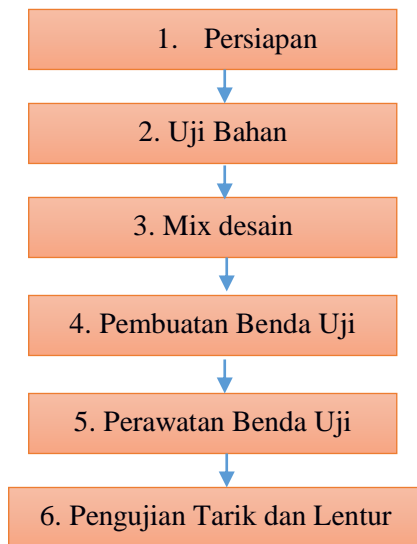 1. Persiapan
2. Uji Bahan
3. Mix desain
4. Pembuatan Benda Uji
5. Perawatan Benda Uji
6. Pengujian Tarik dan Lentur